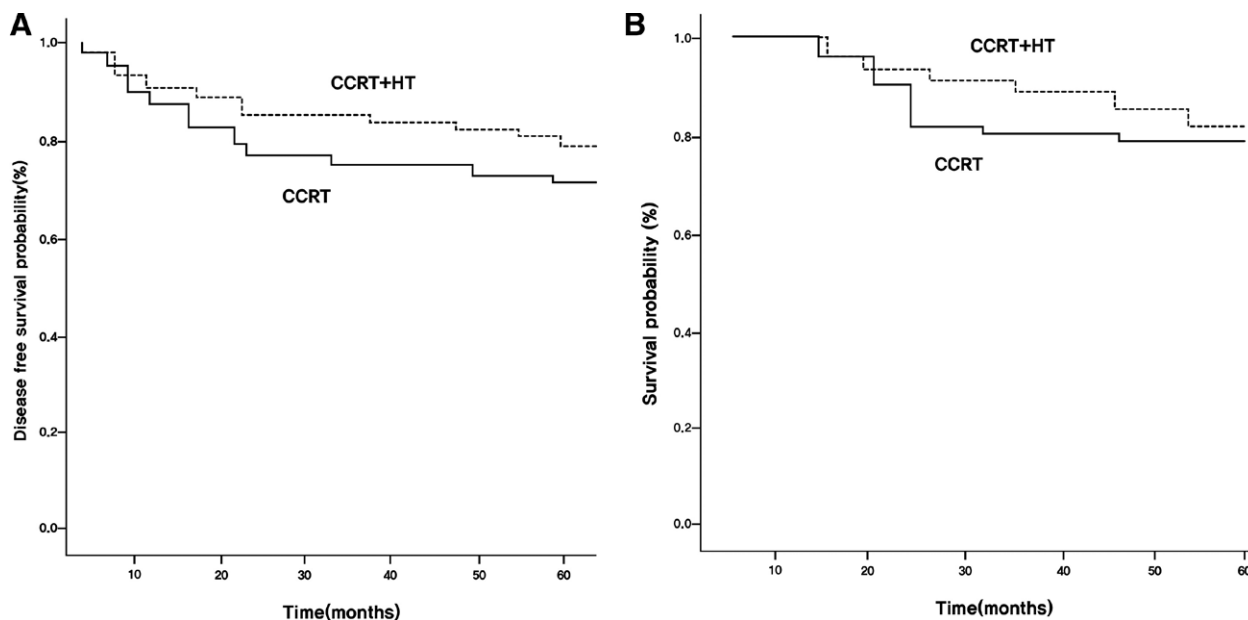 A
Disease free survival probability(%)
1.0
0.8
0.6
0.4
0.2
0.0
CCRT+HT
CCRT
10 20 30 40 50 60
Time(months)
B
Survival probability (%)
1.0
0.8
0.6
0.4
0.2
0.0
CCRT+HT
CCRT
10 20 30 40 50 60
Time(months)